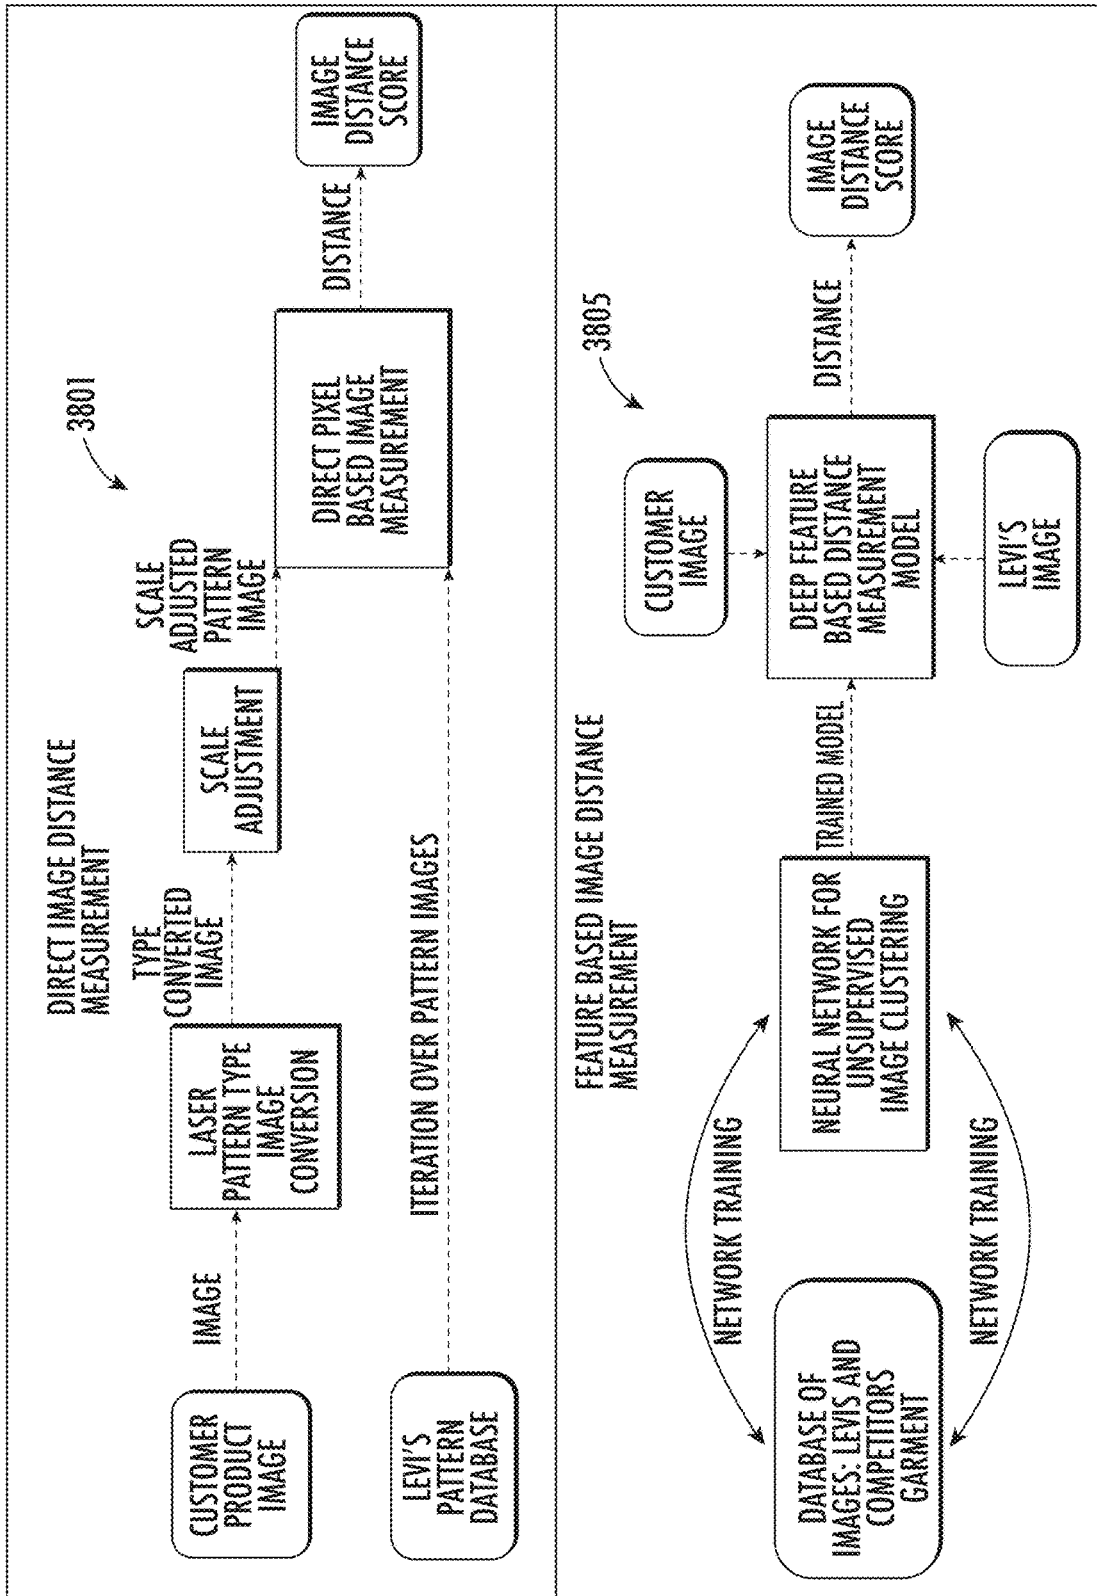 DIRECT IMAGE DISTANCE
MEASUREMENT
3801
CUSTOMER
PRODUCT
IMAGE
IMAGE
LASER
PATTERN TYPE
IMAGE
CONVERSION
TYPE
CONVERTED
IMAGE
SCALE
ADJUSTMENT
SCALE
ADJUSTED
PATTERN
IMAGE
DIRECT PIXEL
BASED IMAGE
MEASUREMENT
DISTANCE
IMAGE
DISTANCE
SCORE
LEVI'S
PATTERN
DATABASE
ITERATION OVER PATTERN IMAGES
FEATURE BASED IMAGE DISTANCE
MEASUREMENT
3805
DATABASE OF
IMAGES: LEVIS AND
COMPETITORS
GARMENT
NETWORK TRAINING
NETWORK TRAINING
NEURAL NETWORK FOR
UNSUPERVISED
IMAGE CLUSTERING
TRAINED MODEL
CUSTOMER
IMAGE
DEEP FEATURE
BASED DISTANCE
MEASUREMENT
MODEL
LEVI'S
IMAGE
DISTANCE
IMAGE
DISTANCE
SCORE